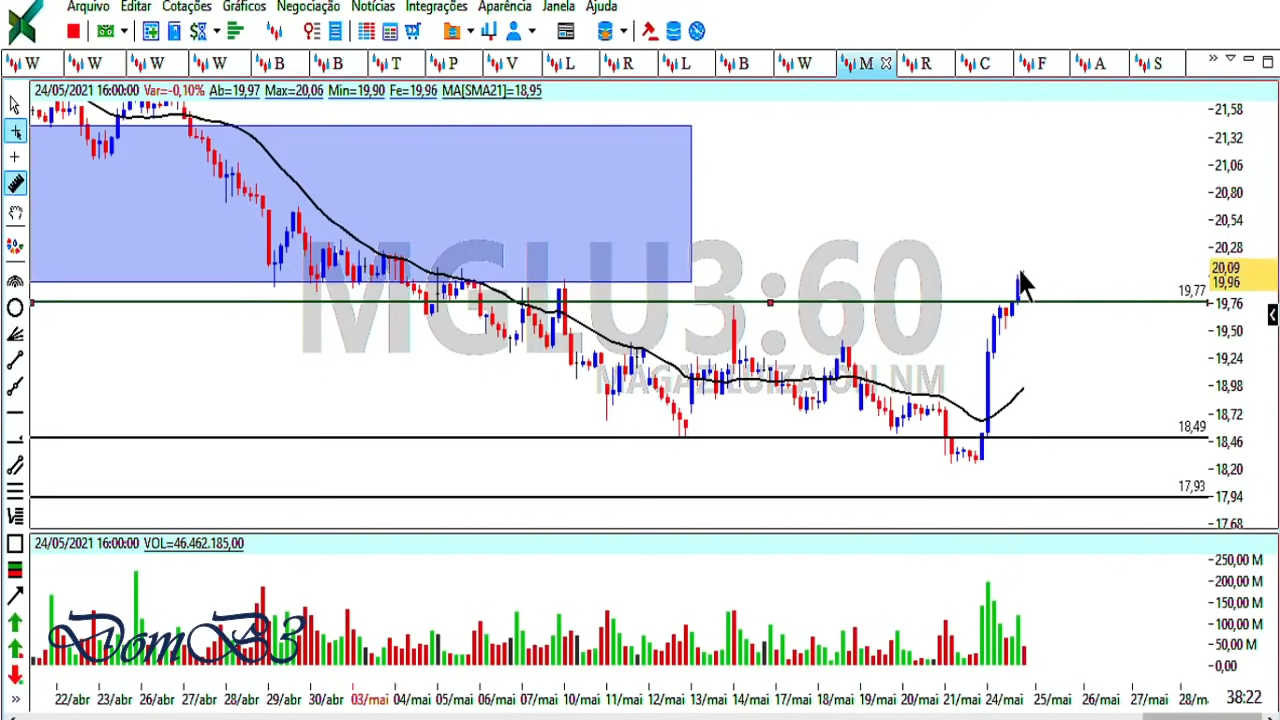 Arquivo Editar Cotações Gráficos Negociação Notícias Integrações Aparência Janela Ajuda
W W W W B B T P V L R L B W M R C F A S
24/05/2021 16:00:00 Var=-0,10% Ab=19,97 Max=20,06 Min=19,90 Fe=19,96 MA[SMA21]=18,95
21,58
21,32
21,06
20,80
20,54
20,28
20,09
19,96
19,77
19,76
19,50
19,24
18,98
18,72
18,49
18,46
18,20
17,93
17,94
17,68
MGLU3:60
MAGAZ LUIZA ON NM
24/05/2021 16:00:00 VOL=46.462.185,00
250,00 M
200,00 M
150,00 M
100,00 M
50,00 M
0,00
DomB3
22/abr 23/abr 26/abr 27/abr 28/abr 29/abr 30/abr 03/mai 04/mai 05/mai 06/mai 07/mai 10/mai 11/mai 12/mai 13/mai 14/mai 17/mai 18/mai 19/mai 20/mai 21/mai 24/mai 25/mai 26/mai 27/mai 28/m 38:22